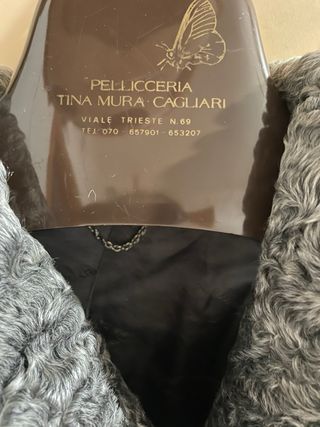 PELLICCERIA
TINA MURA · CAGLIARI
VIALE TRIESTE N.69
TEL. 070 - 657901 - 653207